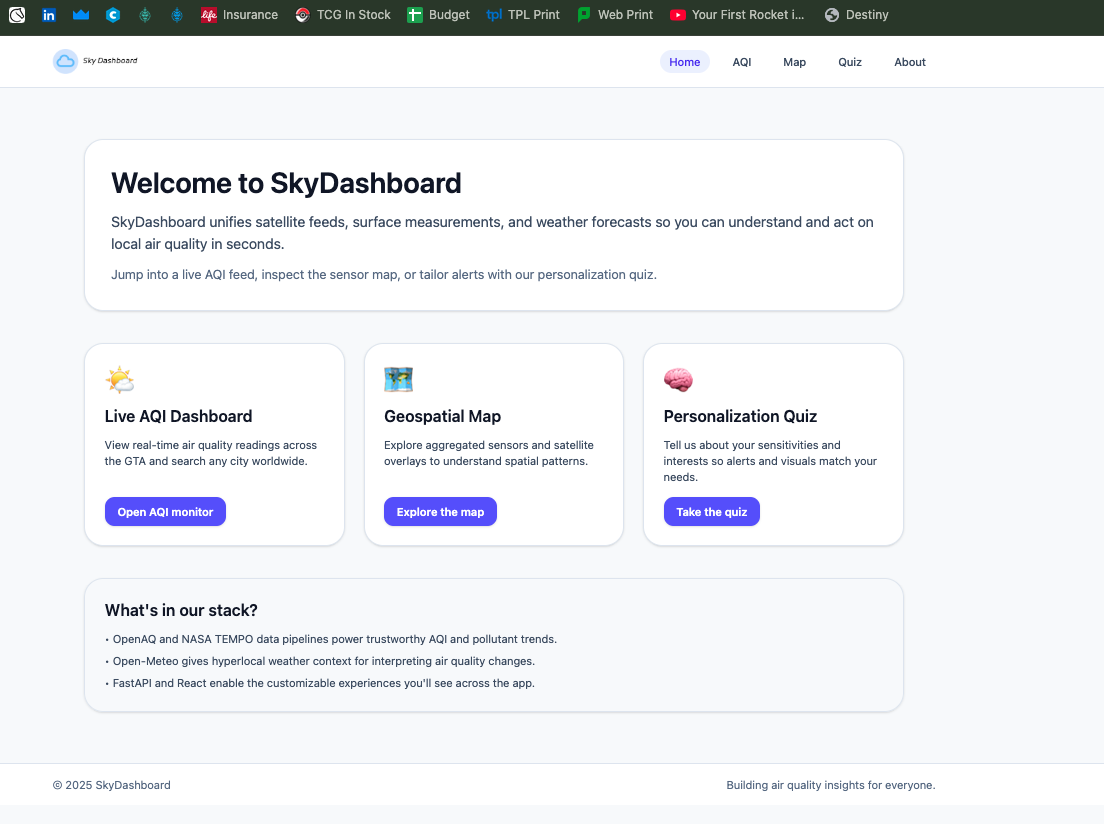 Insurance TCG In Stock Budget tpl TPL Print Web Print Your First Rocket i... Destiny
Sky Dashboard
Home AQI Map Quiz About
Welcome to SkyDashboard
SkyDashboard unifies satellite feeds, surface measurements, and weather forecasts so you can understand and act on
local air quality in seconds.
Jump into a live AQI feed, inspect the sensor map, or tailor alerts with our personalization quiz.
Live AQI Dashboard
View real-time air quality readings across
the GTA and search any city worldwide.
Open AQI monitor
Geospatial Map
Explore aggregated sensors and satellite
overlays to understand spatial patterns.
Explore the map
Personalization Quiz
Tell us about your sensitivities and
interests so alerts and visuals match your
needs.
Take the quiz
What's in our stack?
• OpenAQ and NASA TEMPO data pipelines power trustworthy AQI and pollutant trends.
• Open-Meteo gives hyperlocal weather context for interpreting air quality changes.
• FastAPI and React enable the customizable experiences you'll see across the app.
© 2025 SkyDashboard
Building air quality insights for everyone.